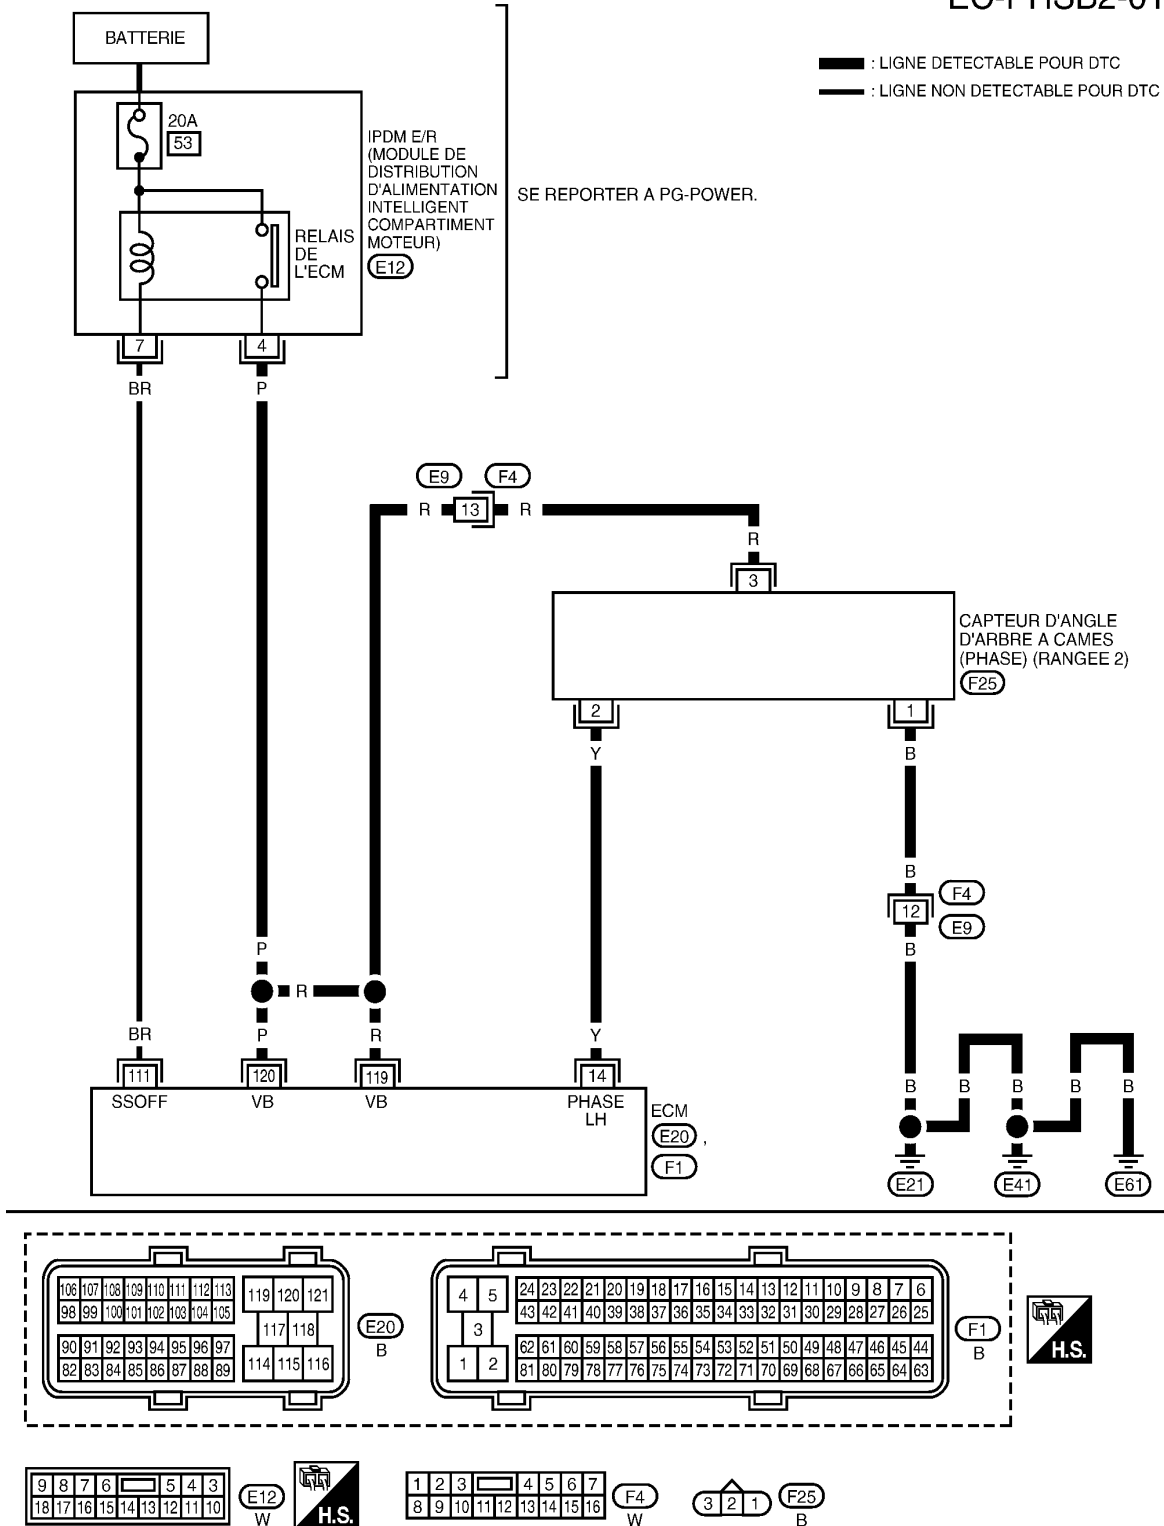 EC-PHSB2-01
BATTERIE
: LIGNE DETECTABLE POUR DTC
: LIGNE NON DETECTABLE POUR DTC
20A
53
IPDM E/R
(MODULE DE
DISTRIBUTION
D'ALIMENTATION
INTELLIGENT
COMPARTIMENT
MOTEUR)
E12
SE REPORTER A PG-POWER.
RELAIS
DE
L'ECM
7 4
BR P
E9 F4
R 13 R
R
3
CAPTEUR D'ANGLE
D'ARBRE A CAMES
(PHASE) (RANGEE 2)
F25
2 1
Y B
B
12
F4
E9
B
P
R
BR P R Y
B B B B B
111 120 119 14
SSOFF VB VB PHASE
LH
ECM
E20 ,
F1
E21 E41 E61
106 107 108 109 110 111 112 113
98 99 100 101 102 103 104 105
90 91 92 93 94 95 96 97
82 83 84 85 86 87 88 89
119 120 121
117 118
114 115 116
E20
B
4 5
3
1 2
24 23 22 21 20 19 18 17 16 15 14 13 12 11 10 9 8 7 6
43 42 41 40 39 38 37 36 35 34 33 32 31 30 29 28 27 26 25
62 61 60 59 58 57 56 55 54 53 52 51 50 49 48 47 46 45 44
81 80 79 78 77 76 75 74 73 72 71 70 69 68 67 66 65 64 63
F1
B
H.S.
9 8 7 6 5 4 3
18 17 16 15 14 13 12 11 10
E12
W
H.S.
1 2 3 4 5 6 7
8 9 10 11 12 13 14 15 16
F4
W
3 2 1
F25
B